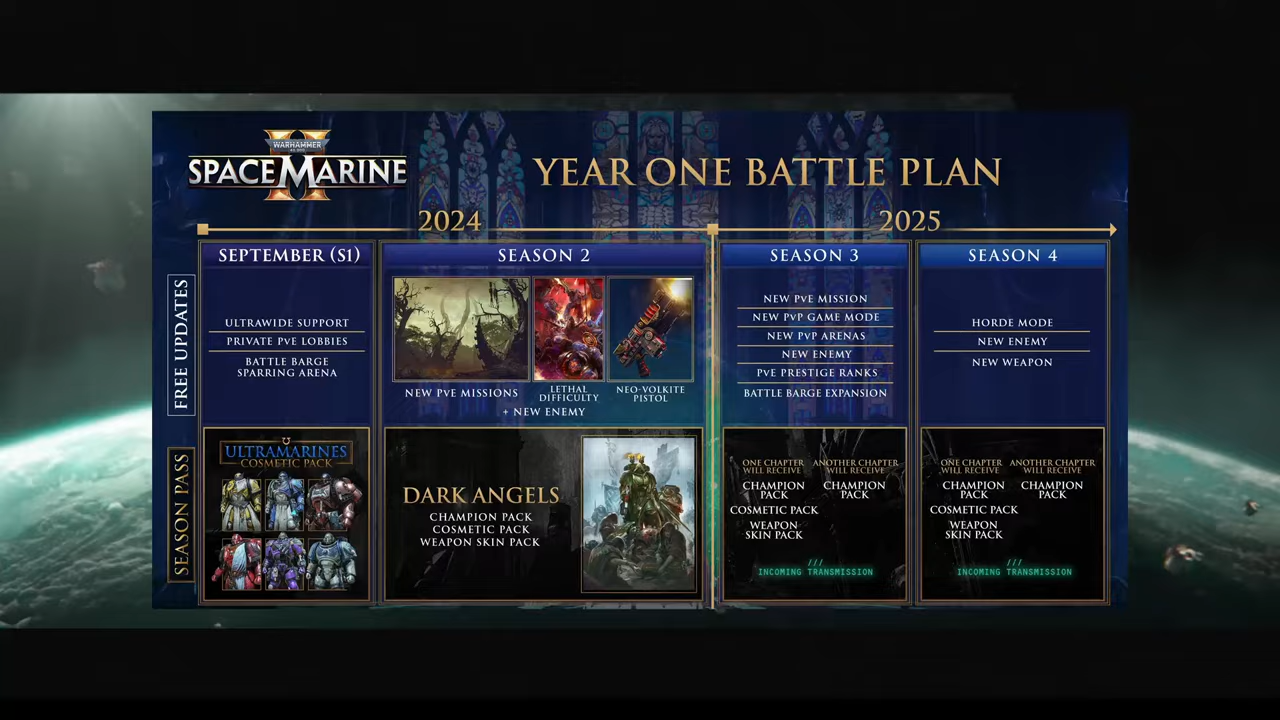 WARHAMMER
40,000
SPACE MARINE
II
YEAR ONE BATTLE PLAN
2024
2025
FREE UPDATES
SEPTEMBER (S1)
ULTRAWIDE SUPPORT
PRIVATE PvE LOBBIES
BATTLE BARGE
SPARRING ARENA
SEASON 2
NEW PvE MISSIONS
LETHAL
DIFFICULTY
NEO-VOLKITE
PISTOL
+ NEW ENEMY
SEASON 3
NEW PvE MISSION
NEW PvP GAME MODE
NEW PvP ARENAS
NEW ENEMY
PvE PRESTIGE RANKS
BATTLE BARGE EXPANSION
SEASON 4
HORDE MODE
NEW ENEMY
NEW WEAPON
SEASON PASS
ULTRAMARINES
COSMETIC PACK
DARK ANGELS
CHAMPION PACK
COSMETIC PACK
WEAPON SKIN PACK
ONE CHAPTER
WILL RECEIVE
CHAMPION
PACK
COSMETIC PACK
WEAPON
SKIN PACK
ANOTHER CHAPTER
WILL RECEIVE
CHAMPION
PACK
///
INCOMING TRANSMISSION
ONE CHAPTER
WILL RECEIVE
CHAMPION
PACK
COSMETIC PACK
WEAPON
SKIN PACK
ANOTHER CHAPTER
WILL RECEIVE
CHAMPION
PACK
///
INCOMING TRANSMISSION